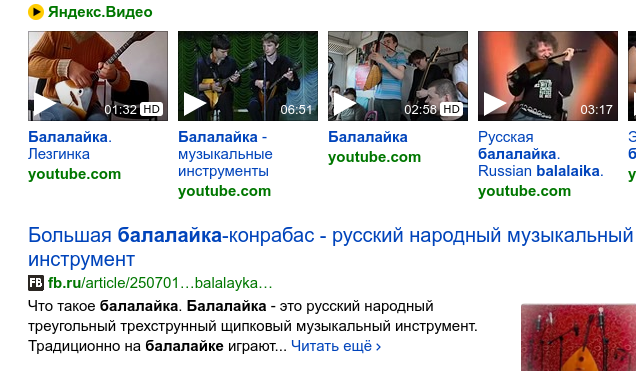 Яндекс.Видео
01:32 HD
06:51
02:58 HD
03:17
Балалайка.
Лезгинка
youtube.com
Балалайка -
музыкальные
инструменты
youtube.com
Балалайка
youtube.com
Русская
балалайка.
Russian balalaika.
youtube.com
Большая балалайка-конрабас - русский народный музыкальный
инструмент
FB fb.ru/article/250701…balalayka…
Что такое балалайка. Балалайка - это русский народный
треугольный трехструнный щипковый музыкальный инструмент.
Традиционно на балалайке играют... Читать ещё ›